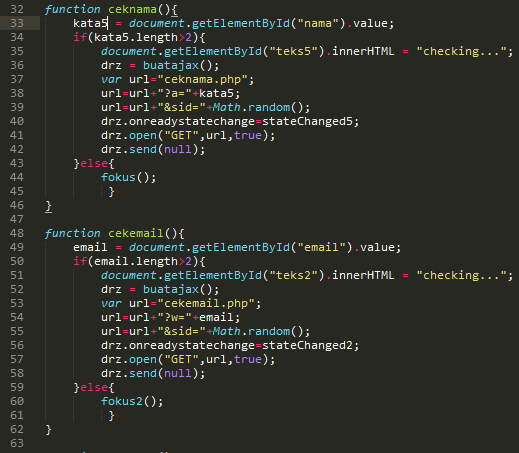 32 function ceknama(){
33 kata5 = document.getElementById("nama").value;
34 if(kata5.length>2){
35 document.getElementById("teks5").innerHTML = "checking...";
36 drz = buatajax();
37 var url="ceknama.php";
38 url=url+"?a="+kata5;
39 url=url+"&sid="+Math.random();
40 drz.onreadystatechange=stateChanged5;
41 drz.open("GET",url,true);
42 drz.send(null);
43 }else{
44 fokus();
45 }
46 }
47
48 function cekemail(){
49 email = document.getElementById("email").value;
50 if(email.length>2){
51 document.getElementById("teks2").innerHTML = "checking...";
52 drz = buatajax();
53 var url="cekemail.php";
54 url=url+"?w="+email;
55 url=url+"&sid="+Math.random();
56 drz.onreadystatechange=stateChanged2;
57 drz.open("GET",url,true);
58 drz.send(null);
59 }else{
60 fokus2();
61 }
62 }
63